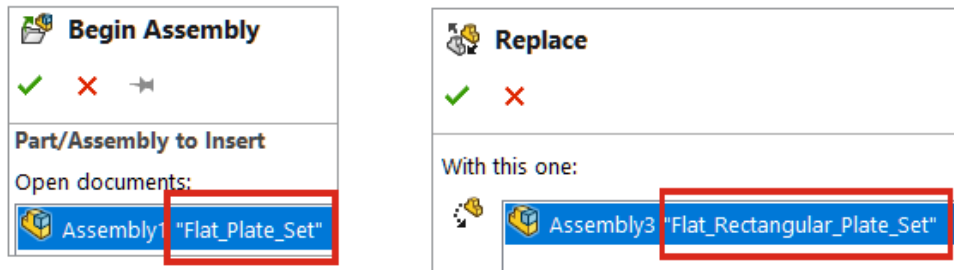 Begin Assembly
Part/Assembly to Insert
Open documents:
Assembly1 "Flat_Plate_Set"
Replace
With this one:
Assembly3 "Flat_Rectangular_Plate_Set"